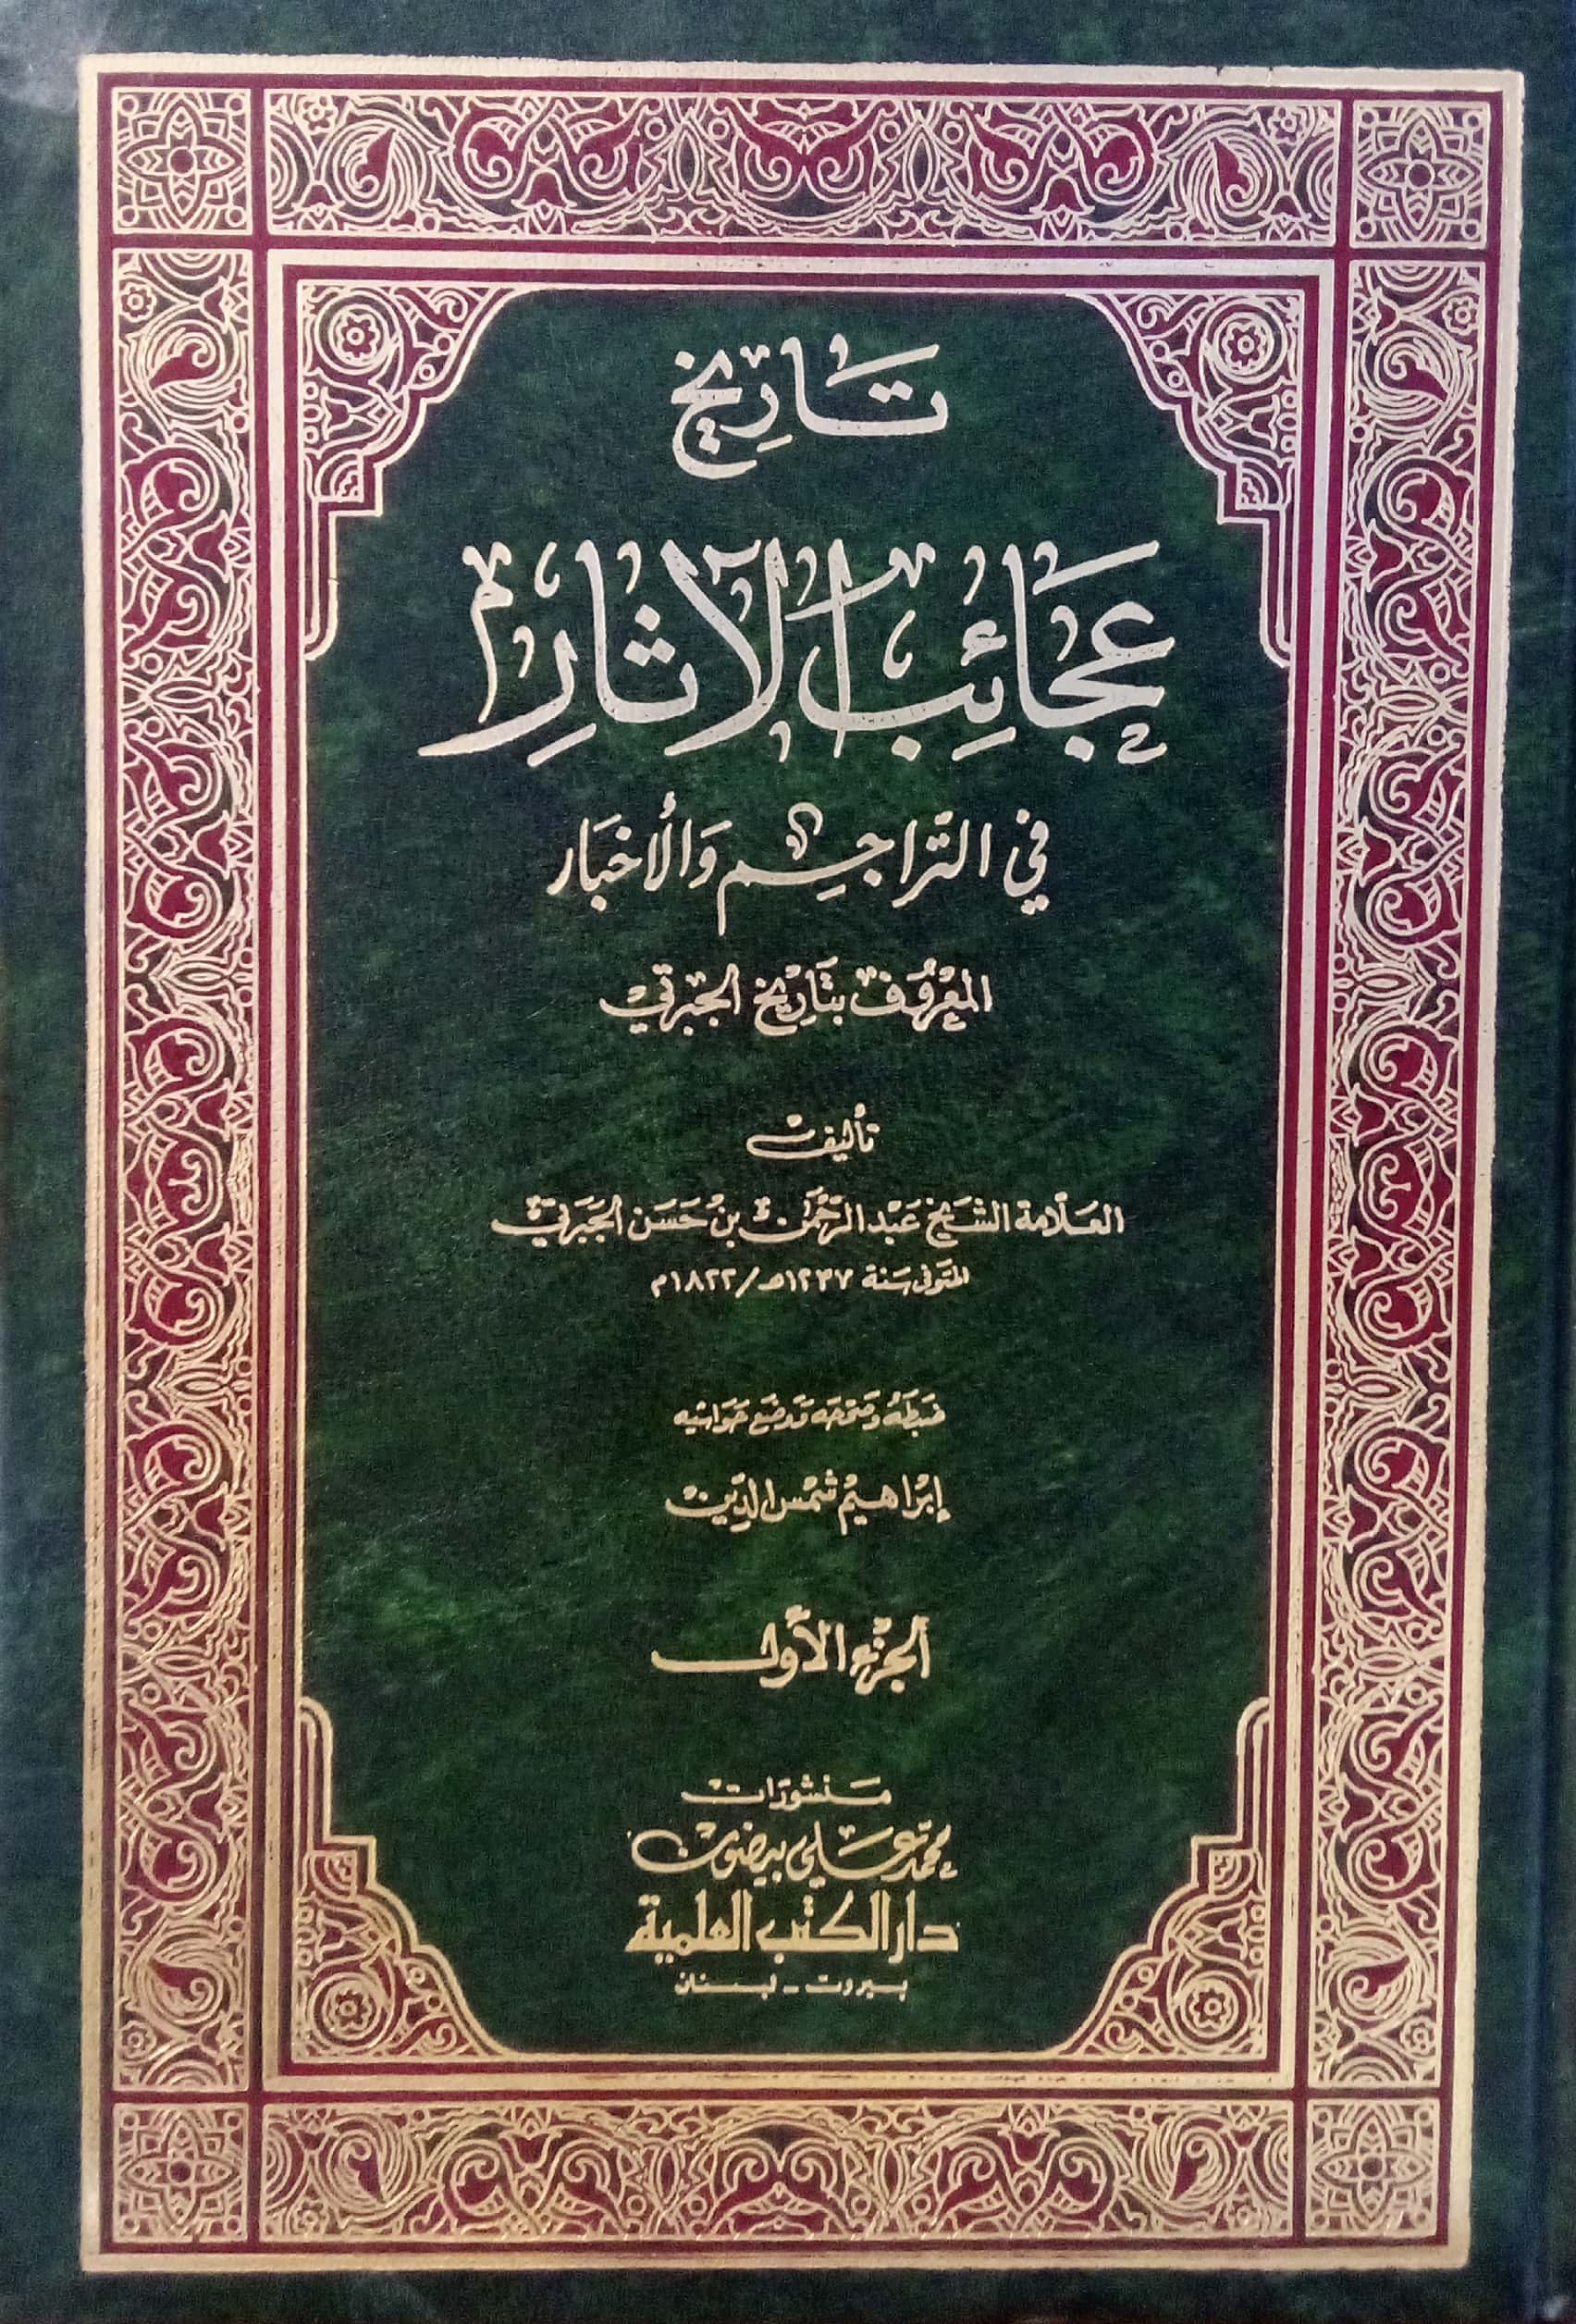 تاريخ
عجائب الآثار
في التراجم والأخبار
المعروف بتاريخ الجبرتي
تأليف
العلامة الشيخ عبد الرحمن بن حسن الجبرتي
المتوفى سنة ١٢٣٧هـ/١٨٢٢م
ضبطه وصححه ووضع حواشيه
إبراهيم شمس الدين
الجزء الأول
منشورات
محمد علي بيضون
دار الكتب العلمية
بيروت - لبنان